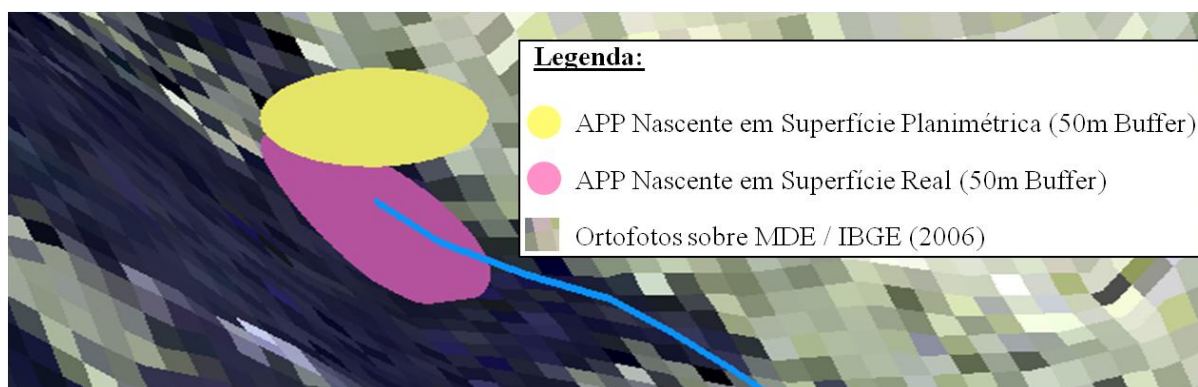 Legenda:
APP Nascente em Superfície Planimétrica (50m Buffer)
APP Nascente em Superfície Real (50m Buffer)
Ortofotos sobre MDE / IBGE (2006)